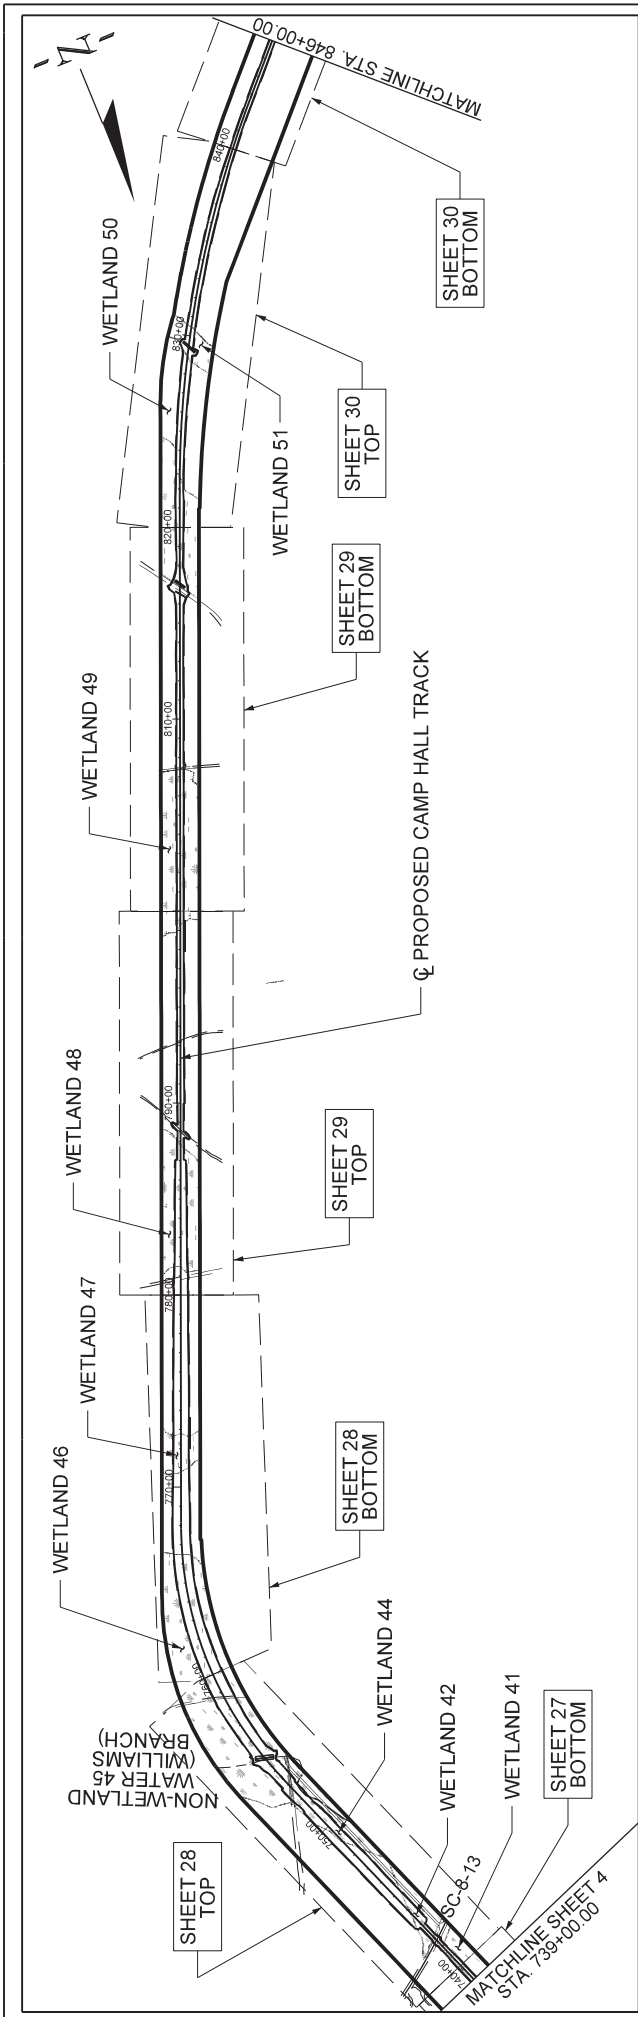 N
MATCHLINE STA. 846+00.00
840+00
SHEET 30
BOTTOM
WETLAND 50
830+00
SHEET 30
TOP
WETLAND 51
820+00
SHEET 29
BOTTOM
WETLAND 49
810+00
℄ PROPOSED CAMP HALL TRACK
WETLAND 48
790+00
SHEET 29
TOP
780+00
WETLAND 47
770+00
WETLAND 46
SHEET 28
BOTTOM
760+00
NON-WETLAND
WATER 45
(WILLIAMS
BRANCH)
WETLAND 44
750+00
SHEET 28
TOP
WETLAND 42
WETLAND 41
SHEET 27
BOTTOM
SC-8-13
740+00
MATCHLINE SHEET 4
STA. 739+00.00